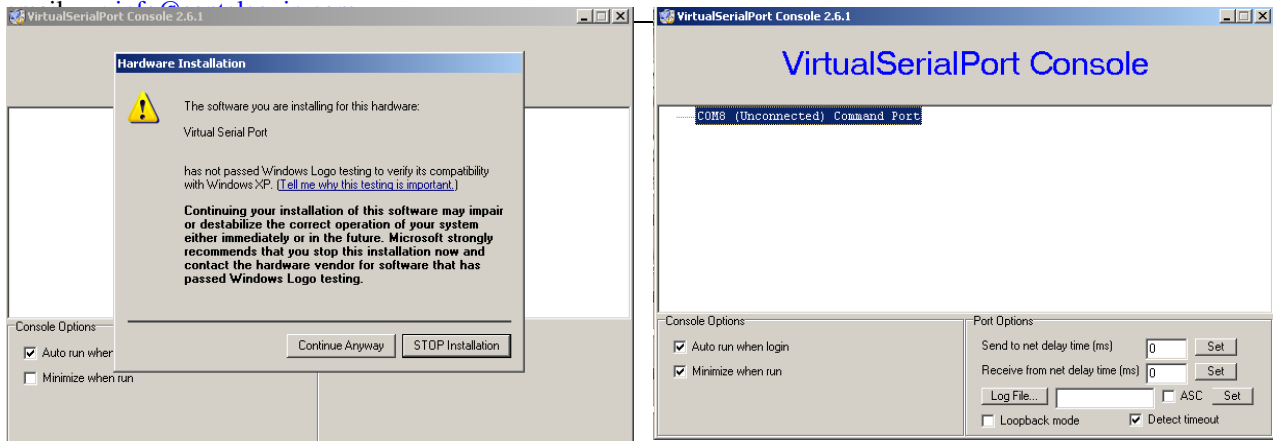 VirtualSerialPort Console 2.6.1
Hardware Installation
The software you are installing for this hardware:
Virtual Serial Port
has not passed Windows Logo testing to verify its compatibility
with Windows XP. (Tell me why this testing is important.)
Continuing your installation of this software may impair
or destabilize the correct operation of your system
either immediately or in the future. Microsoft strongly
recommends that you stop this installation now and
contact the hardware vendor for software that has
passed Windows Logo testing.
Continue Anyway STOP Installation
Console Options
Auto run when
Minimize when run
VirtualSerialPort Console 2.6.1
VirtualSerialPort Console
COM8 (Unconnected) Command Port
Console Options
Auto run when login
Minimize when run
Port Options
Send to net delay time (ms) 0 Set
Receive from net delay time (ms) 0 Set
Log File... ASC Set
Loopback mode Detect timeout